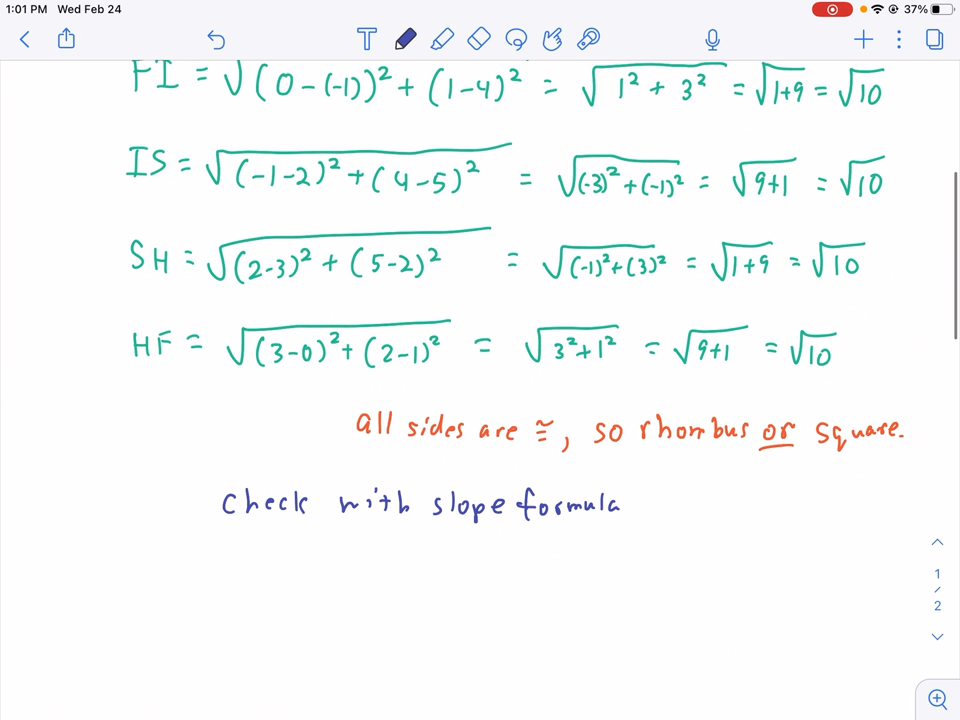 1:01 PM Wed Feb 24
37%
T
FI = √(0-(-1))² + (1-4)² = √1² + 3² = √1+9 = √10
IS = √(-1-2)² + (4-5)² = √(-3)² + (-1)² = √9+1 = √10
SH = √(2-3)² + (5-2)² = √(-1)² + (3)² = √1+9 = √10
HF = √(3-0)² + (2-1)² = √3² + 1² = √9+1 = √10
all sides are ≅, so rhombus or square.
check with slope formula
1
/
2